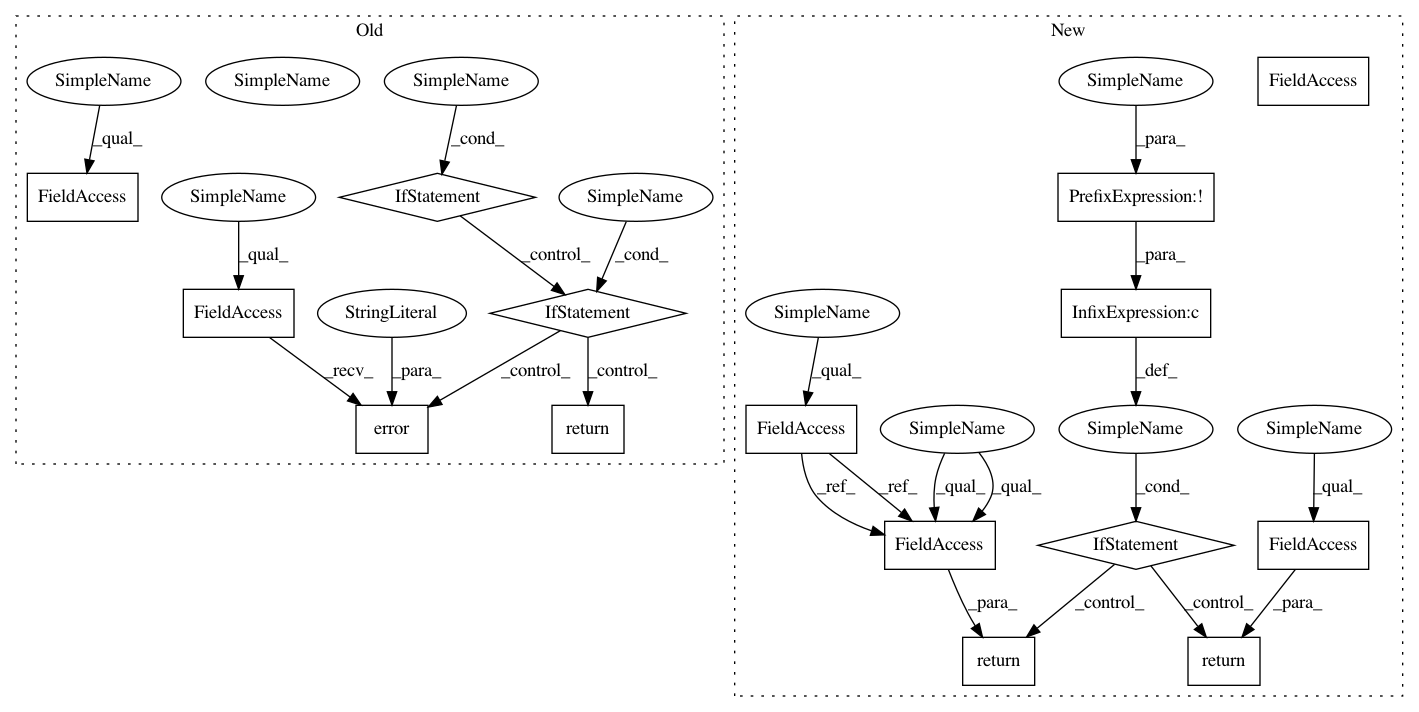 Old
New
SimpleName
SimpleName
SimpleName
SimpleName
FieldAccess
_qual_
_cond_
_para_
FieldAccess
SimpleName
IfStatement
SimpleName
PrefixExpression:!
_qual_
_control_
_cond_
_para_
FieldAccess
StringLiteral
IfStatement
SimpleName
InfixExpression:c
_recv_
_para_
_control_
_control_
_qual_
_def_
error
return
FieldAccess
SimpleName
SimpleName
SimpleName
_ref_
_ref_
_qual_
_qual_
_cond_
_qual_
FieldAccess
IfStatement
FieldAccess
_para_
_control_
_control_
_para_
return
return